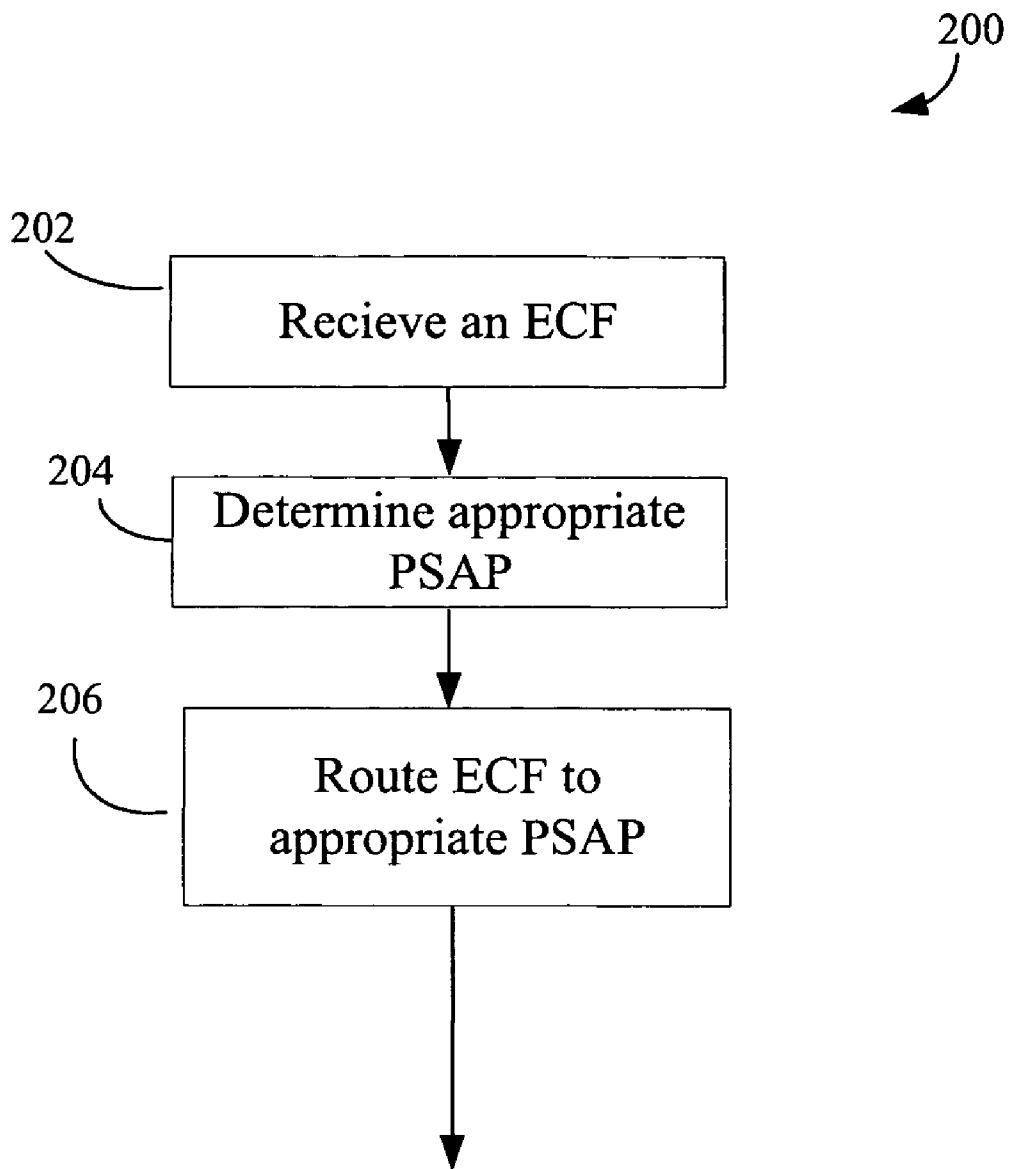 200
202
Recieve an ECF
204
Determine appropriate
PSAP
206
Route ECF to
appropriate PSAP